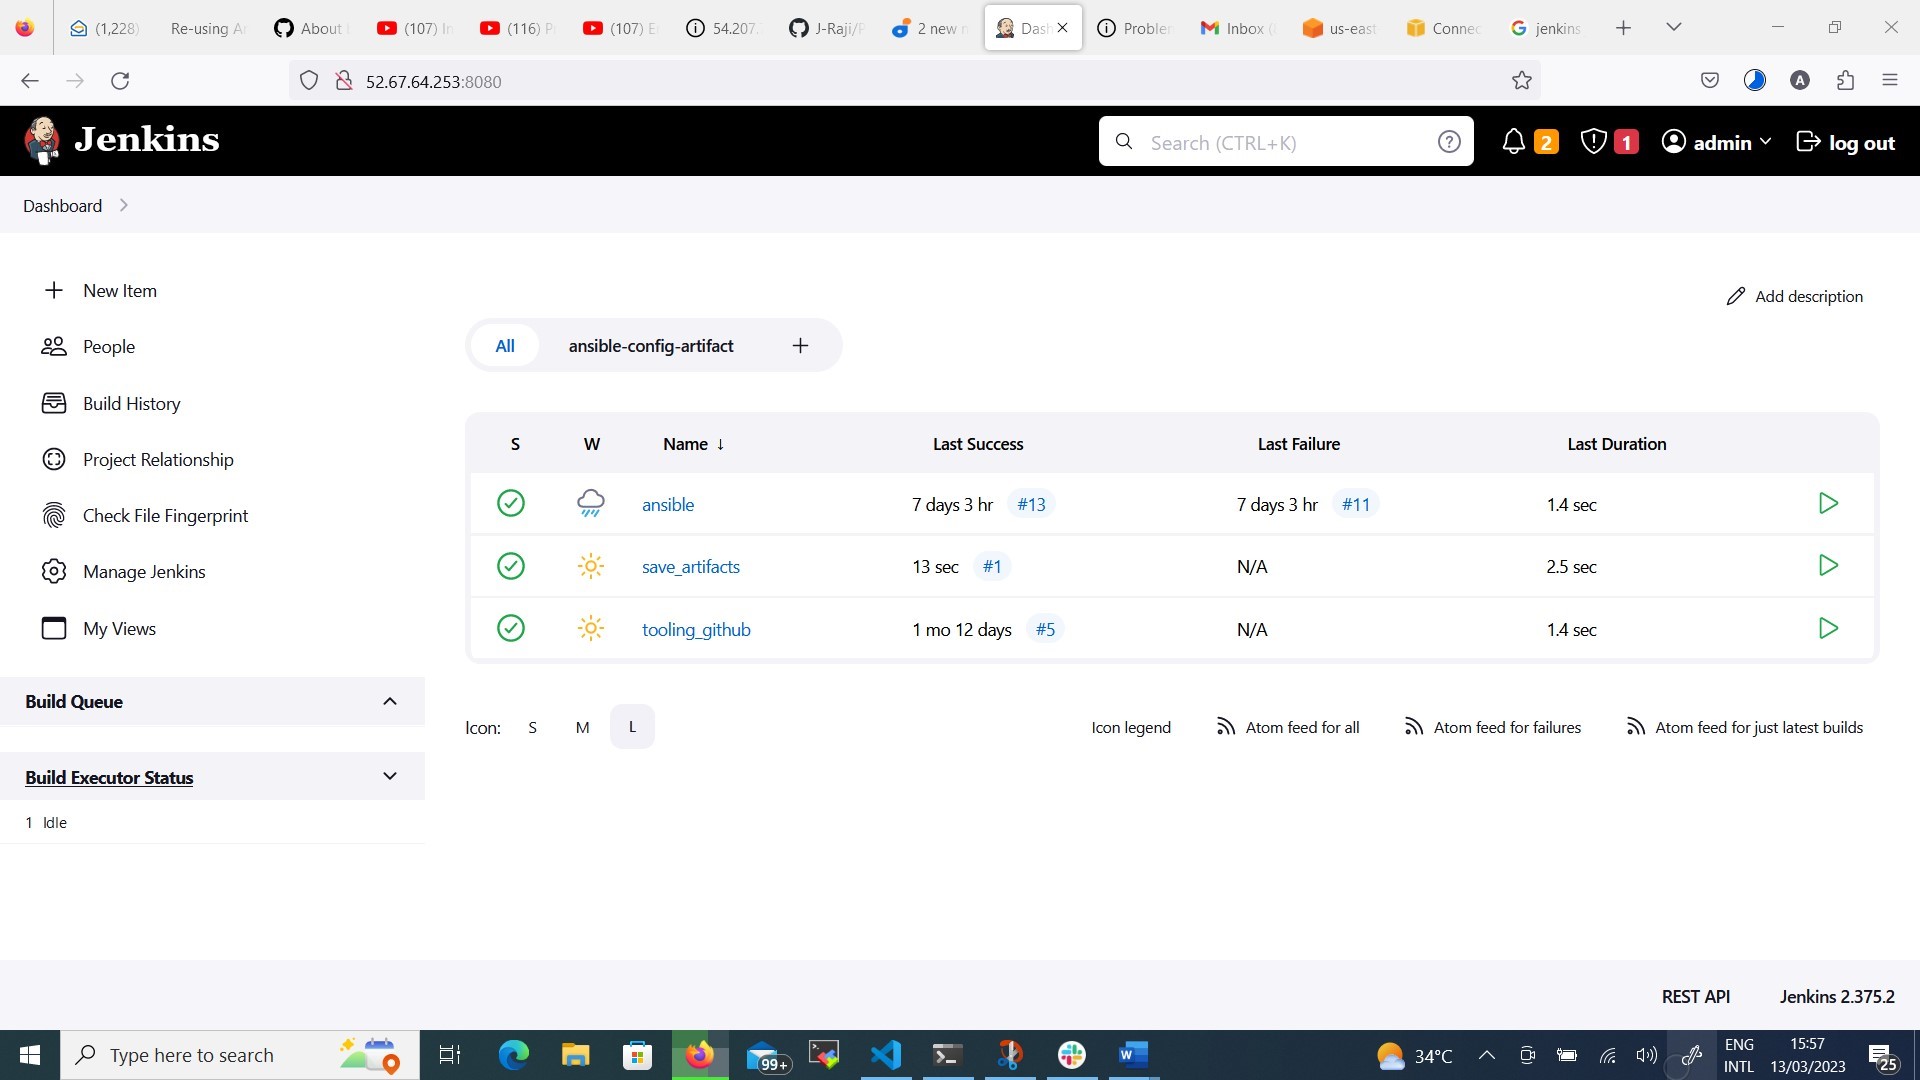 (1,228)
Re-using A
About
(107) In
(116) P
(107) E
54.207.
J-Raji/P
2 new n
Dash
Problem
Inbox (
us-east
Connec
jenkins
52.67.64.253:8080
A
Jenkins
Search (CTRL+K)
2
1
admin
log out
Dashboard
New Item
People
Build History
Project Relationship
Check File Fingerprint
Manage Jenkins
My Views
Build Queue
Build Executor Status
1 Idle
Add description
All
ansible-config-artifact
S W Name ↓ Last Success Last Failure Last Duration
ansible 7 days 3 hr #13 7 days 3 hr #11 1.4 sec
save_artifacts 13 sec #1 N/A 2.5 sec
tooling_github 1 mo 12 days #5 N/A 1.4 sec
Icon: S M L
Icon legend
Atom feed for all
Atom feed for failures
Atom feed for just latest builds
REST API
Jenkins 2.375.2
Type here to search
99+
34°C
ENG
INTL
15:57
13/03/2023
25